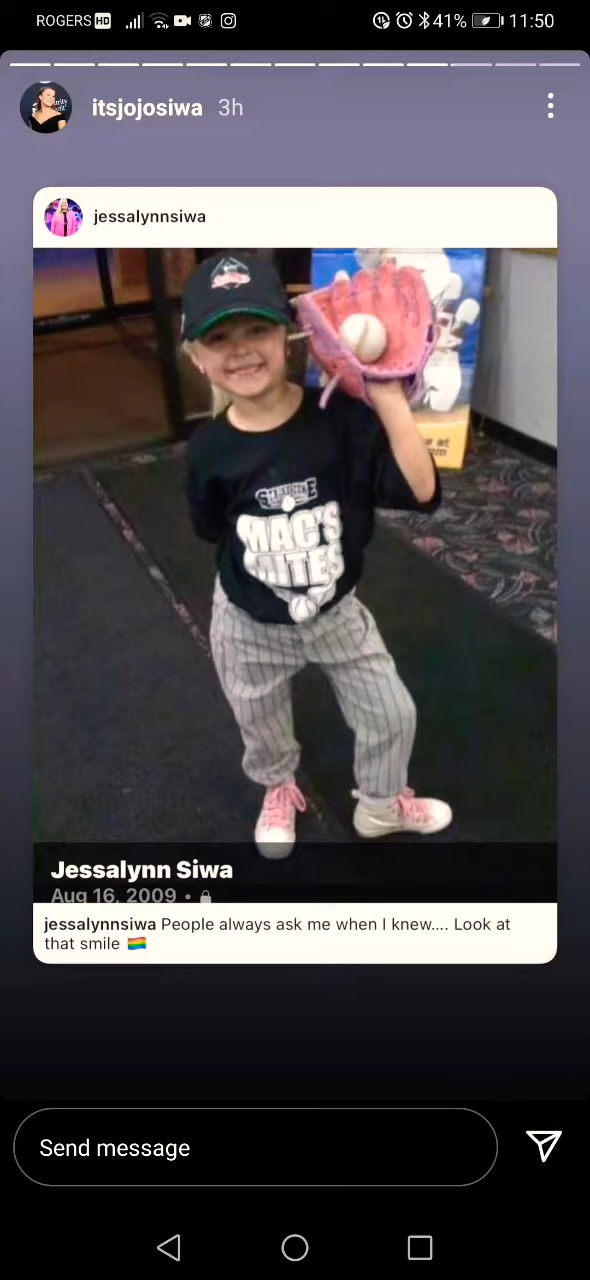 ROGERS HD 41% 11:50
itsjojosiwa 3h
jessalynnsiwa
MAC'S
MITES
Jessalynn Siwa
Aug 16, 2009 •
jessalynnsiwa People always ask me when I knew.... Look at
that smile 🏳️‍🌈
Send message